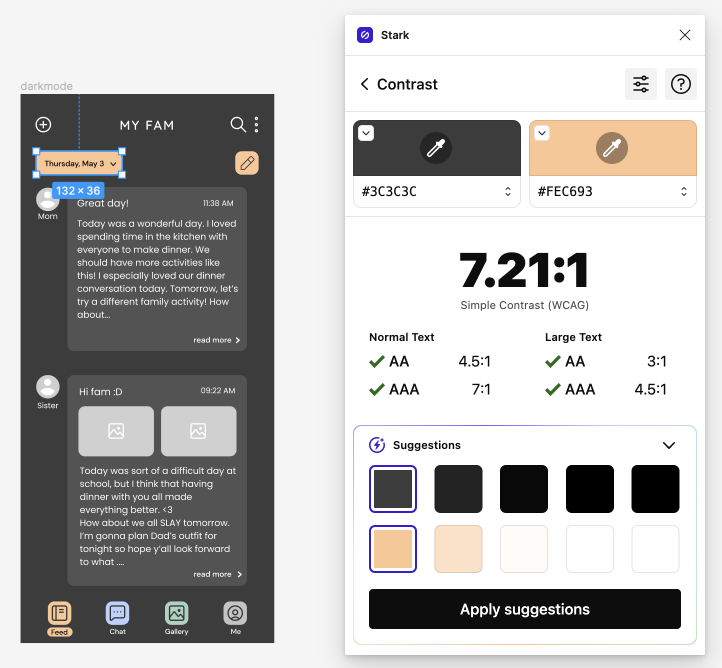 darkmode
MY FAM
Thursday, May 3
132 × 36
Mom
Great day!
11:38 AM
Today was a wonderful day. I loved
spending time in the kitchen with
everyone to make dinner. We
should have more activities like
this! I especially loved our dinner
conversation today. Tomorrow, let's
try a different family activity! How
about...
read more
Sister
Hi fam :D
09:22 AM
Today was sort of a difficult day at
school, but I think that having
dinner with you all made
everything better. <3
How about we all SLAY tomorrow.
I'm gonna plan Dad's outfit for
tonight so hope y'all look forward
to what ....
read more
Feed
Chat
Gallery
Me
Stark
Contrast
#3C3C3C
#FEC693
7.21:1
Simple Contrast (WCAG)
Normal Text
AA 4.5:1
AAA 7:1
Large Text
AA 3:1
AAA 4.5:1
Suggestions
Apply suggestions